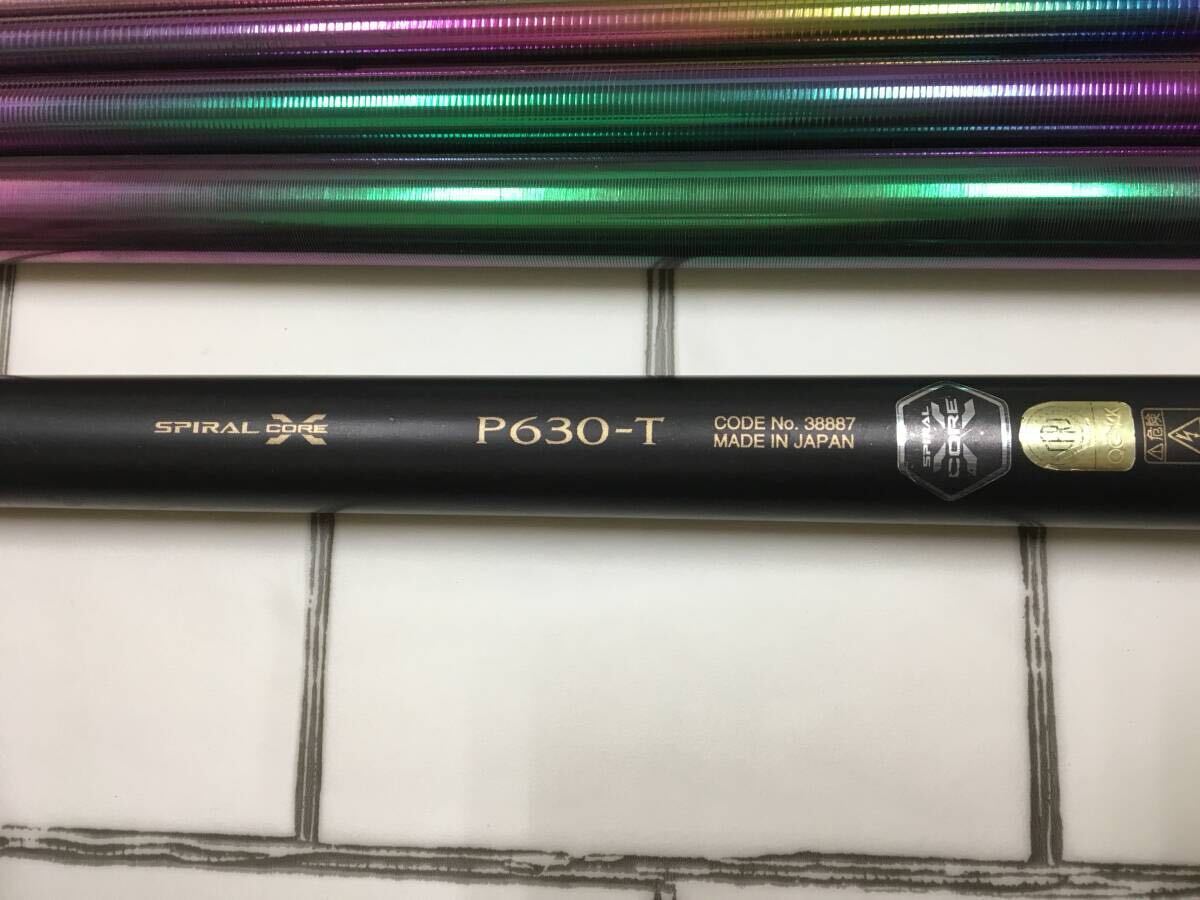 SPIRAL CORE X
P630-T
CODE No. 38887
MADE IN JAPAN
SPIRAL
X CORE
危険